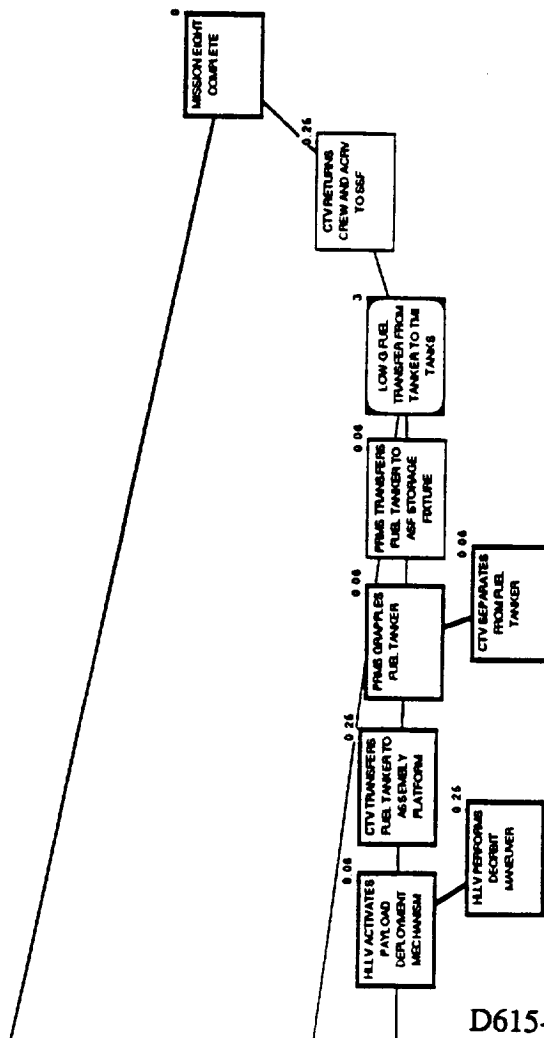 0
MISSION EIGHT
COMPLETE
0.26
CTV RETURNS
CREW AND ACRV
TO SSF
3
LOW-G FUEL
TRANSFER FROM
TANKER TO TMI
TANKS
0.06
PRMS TRANSFERS
FUEL TANKER TO
ASF STORAGE
FIXTURE
0.06
PRMS GRAPPLES
FUEL TANKER
0.06
CTV SEPARATES
FROM FUEL
TANKER
0.26
CTV TRANSFERS
FUEL TANKER TO
ASSEMBLY
PLATFORM
0.06
HLLV ACTIVATES
PAYLOAD
DEPLOYMENT
MECHANISM
0.26
HLLV PERFORMS
DEORBIT
MANEUVER
D615-